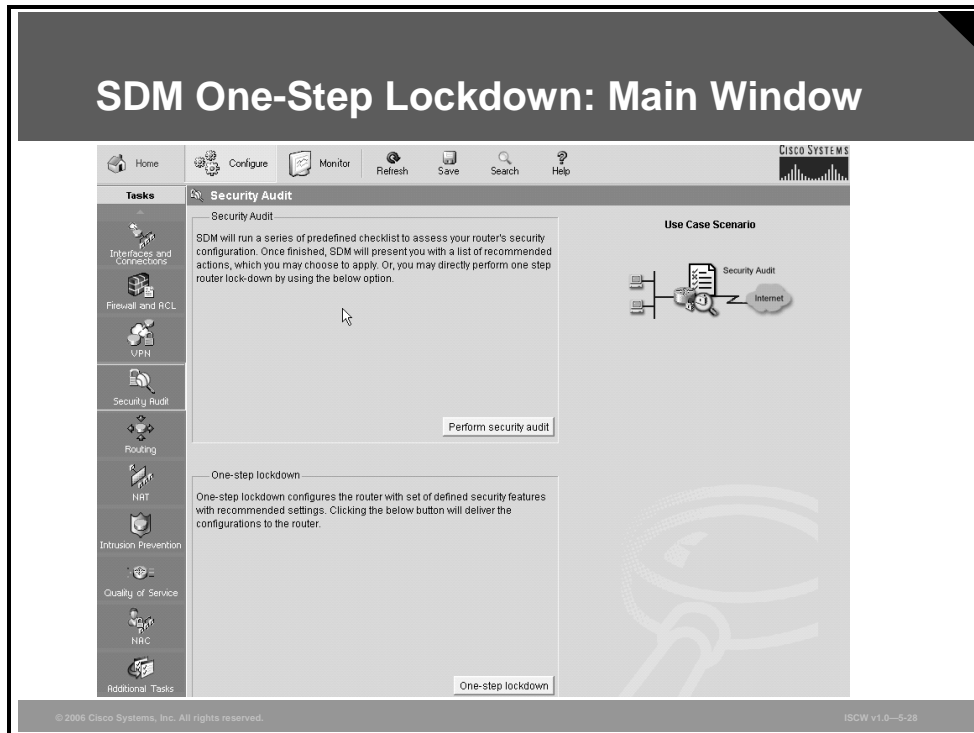 SDM One-Step Lockdown: Main Window
Home
Configure
Monitor
Refresh
Save
Search
Help
CISCO SYSTEMS
Tasks
Security Audit
Interfaces and
Connections
Firewall and ACL
VPN
Security Audit
Routing
NAT
Intrusion Prevention
Quality of Service
NAC
Additional Tasks
Security Audit
SDM will run a series of predefined checklist to assess your router's security
configuration. Once finished, SDM will present you with a list of recommended
actions, which you may choose to apply. Or, you may directly perform one step
router lock-down by using the below option.
Perform security audit
One-step lockdown
One-step lockdown configures the router with set of defined security features
with recommended settings. Clicking the below button will deliver the
configurations to the router.
One-step lockdown
Use Case Scenario
Security Audit
Internet
© 2006 Cisco Systems, Inc. All rights reserved.
ISCW v1.0—5-28